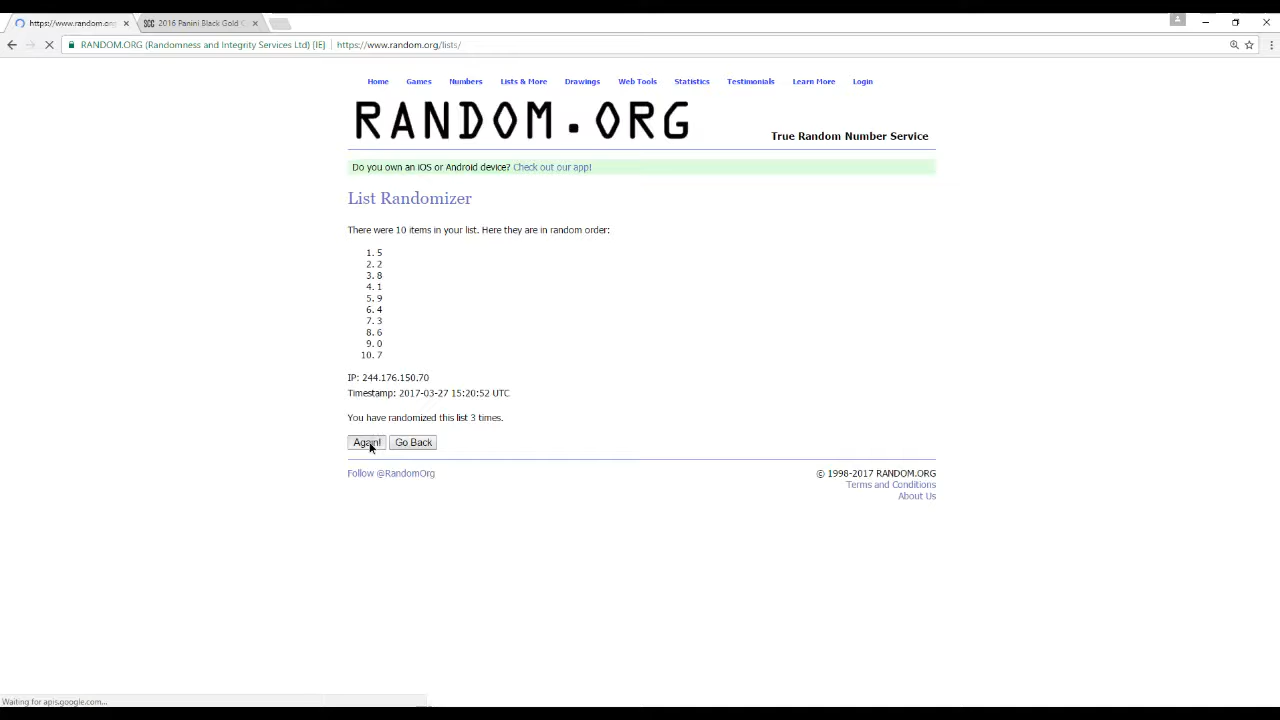 https://www.random.org
SCC 2016 Panini Black Gold
RANDOM.ORG (Randomness and Integrity Services Ltd) [IE]
https://www.random.org/lists/
Home Games Numbers Lists & More Drawings Web Tools Statistics Testimonials Learn More Login
RANDOM.ORG
True Random Number Service
Do you own an iOS or Android device? Check out our app!
List Randomizer
There were 10 items in your list. Here they are in random order:
1. 5
2. 2
3. 8
4. 1
5. 9
6. 4
7. 3
8. 6
9. 0
10. 7
IP: 244.176.150.70
Timestamp: 2017-03-27 15:20:52 UTC
You have randomized this list 3 times.
Again! Go Back
Follow @RandomOrg
© 1998-2017 RANDOM.ORG
Terms and Conditions
About Us
Waiting for apis.google.com...